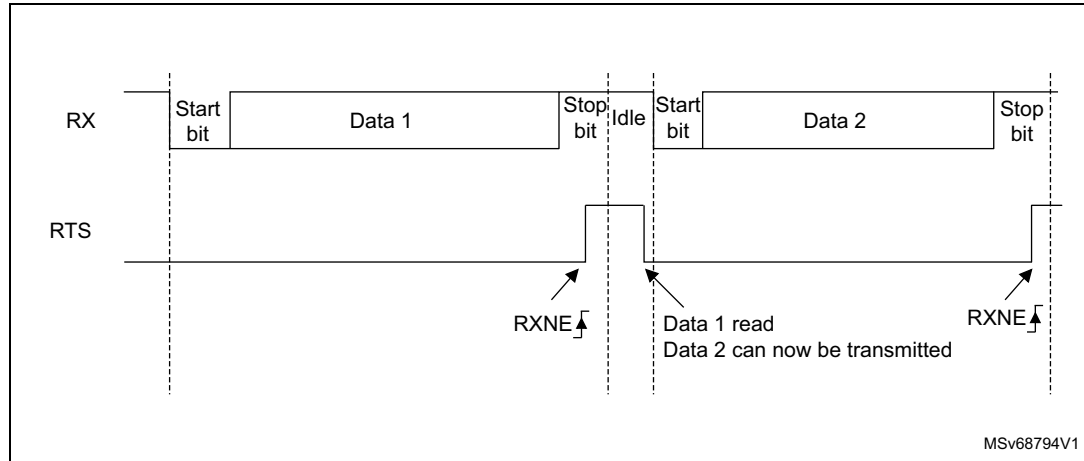 RX
Start
bit
Data 1
Stop
bit
Idle
Start
bit
Data 2
Stop
bit
RTS
RXNE
Data 1 read
Data 2 can now be transmitted
RXNE
MSv68794V1